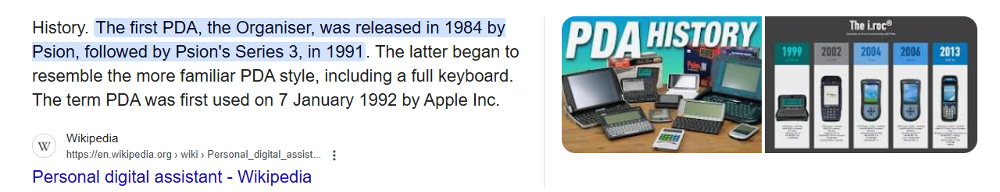 History. The first PDA, the Organiser, was released in 1984 by
Psion, followed by Psion's Series 3, in 1991. The latter began to
resemble the more familiar PDA style, including a full keyboard.
The term PDA was first used on 7 January 1992 by Apple Inc.
W
Wikipedia
https://en.wikipedia.org › wiki › Personal_digital_assist...
Personal digital assistant - Wikipedia
PDA HISTORY
The i.roc®
1999
2002
2004
2006
2013